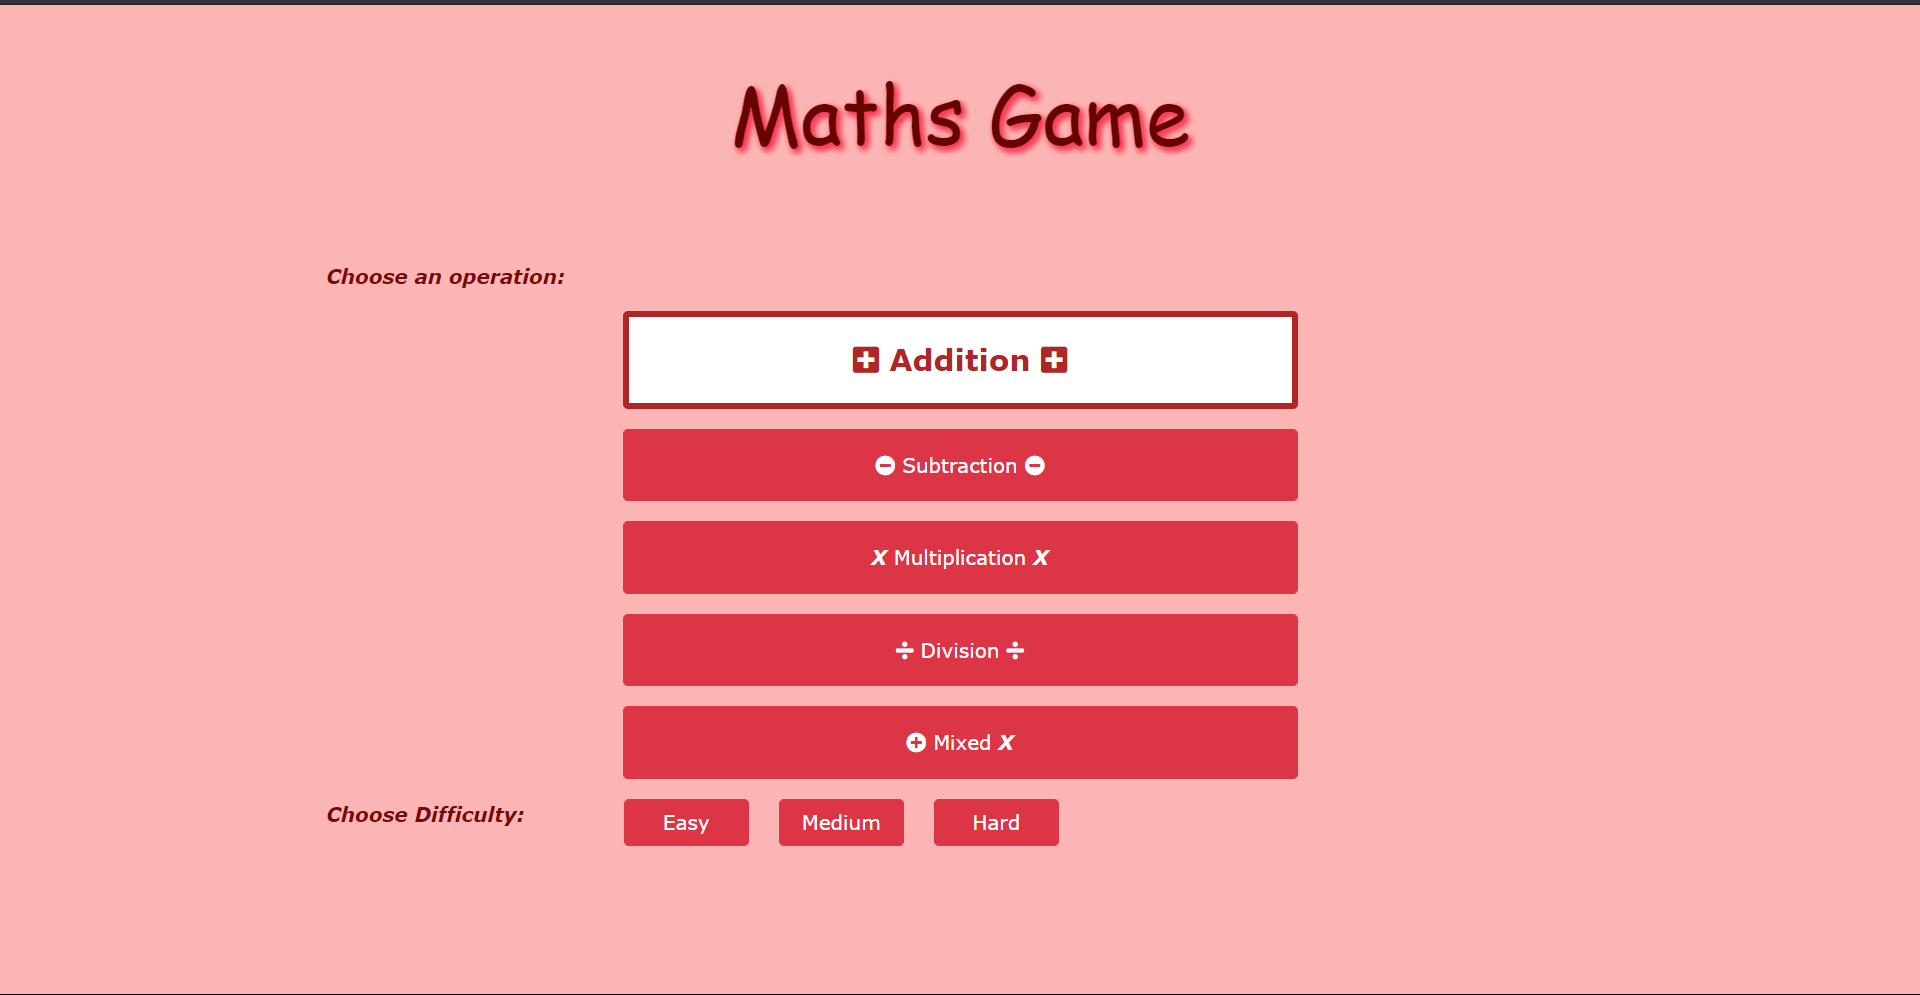 Maths Game
Choose an operation:
Addition
Subtraction
X Multiplication X
÷ Division ÷
Mixed X
Choose Difficulty:
Easy Medium Hard